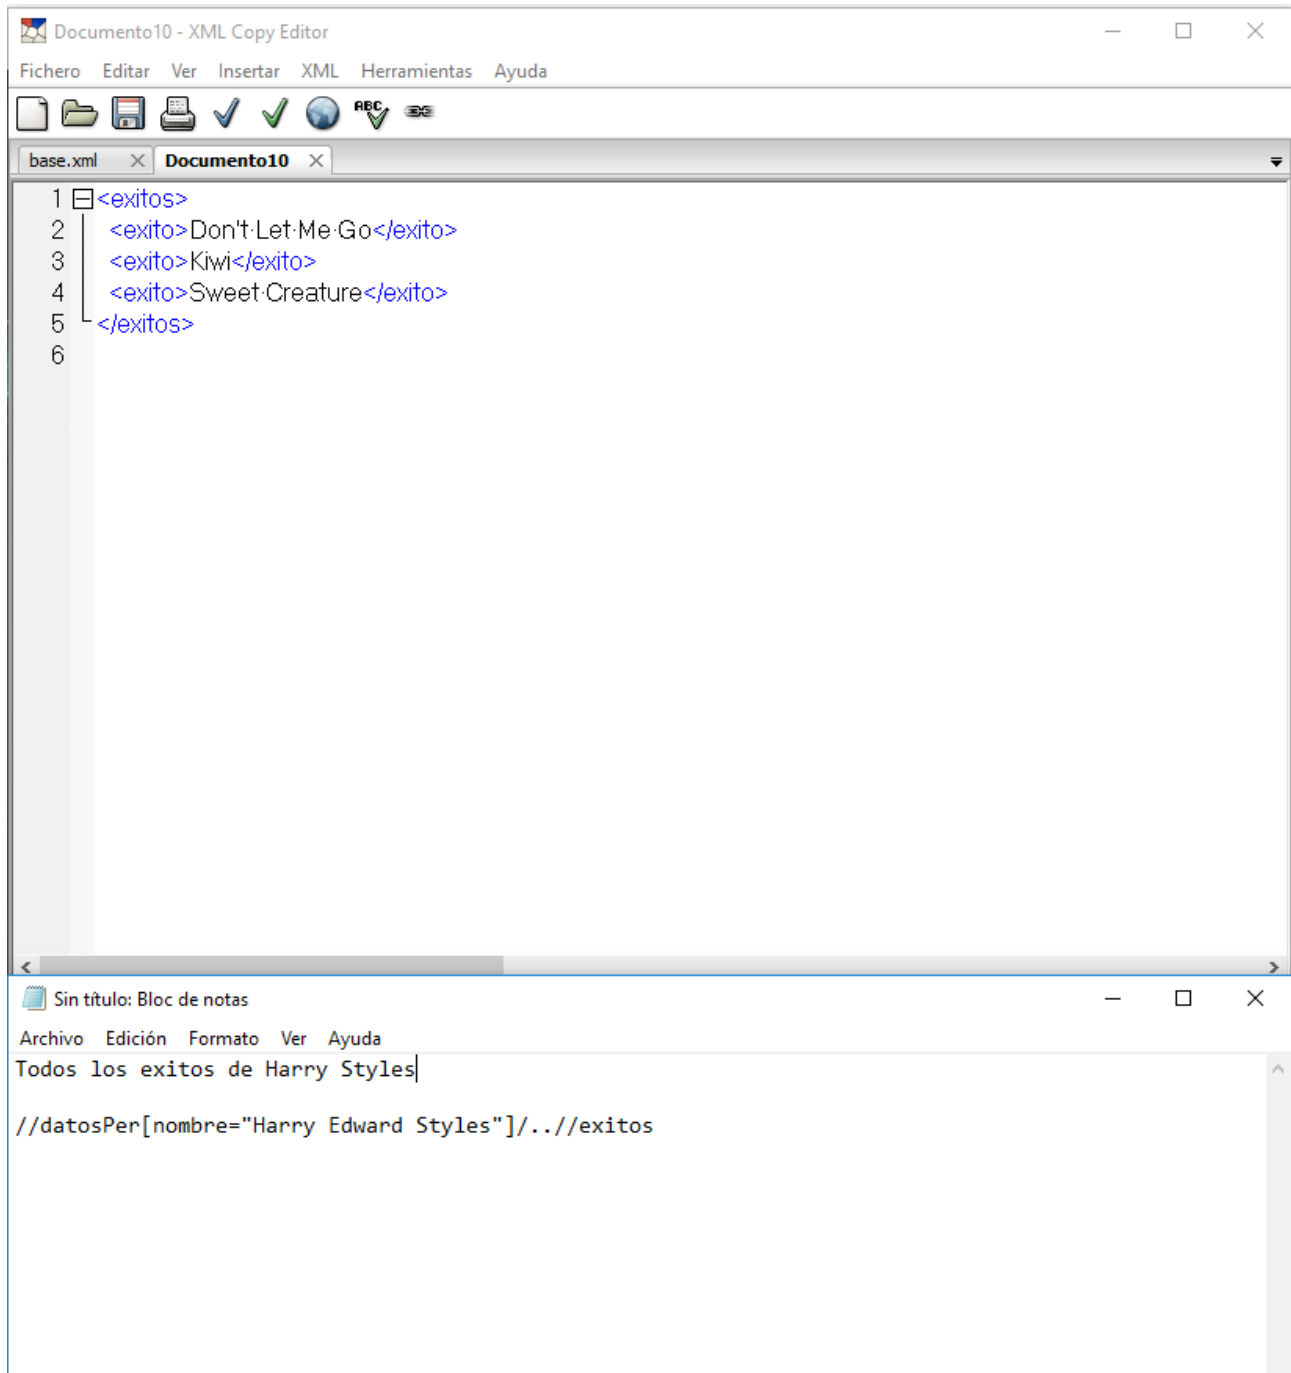 Documento10 - XML Copy Editor
Fichero Editar Ver Insertar XML Herramientas Ayuda
ABC
base.xml Documento10
1 <exitos>
2 <exito>Don't·Let·Me·Go</exito>
3 <exito>Kiwi</exito>
4 <exito>Sweet·Creature</exito>
5 </exitos>
6
Sin título: Bloc de notas
Archivo Edición Formato Ver Ayuda
Todos los exitos de Harry Styles
//datosPer[nombre="Harry Edward Styles"]/..//exitos